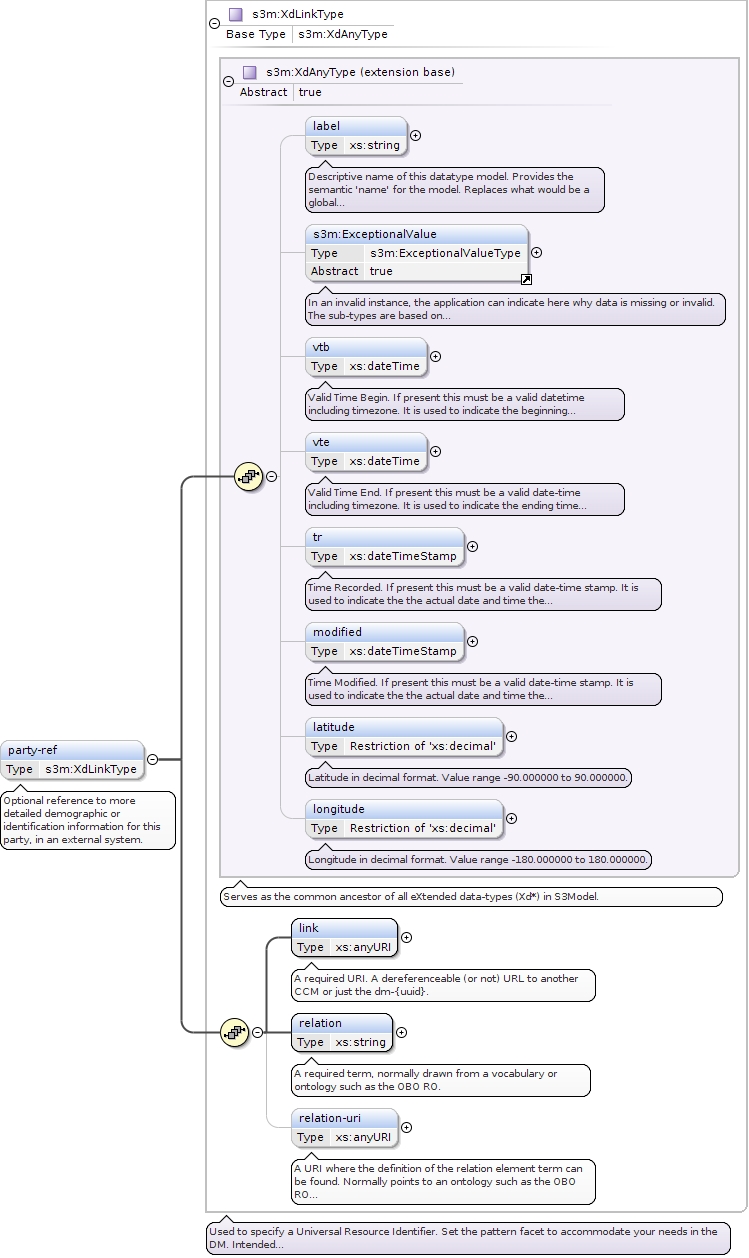 s3m:XdLinkType
Base Type s3m:XdAnyType
s3m:XdAnyType (extension base)
Abstract true
label
Type xs:string
Descriptive name of this datatype model. Provides the
semantic 'name' for the model. Replaces what would be a
global...
s3m:ExceptionalValue
Type s3m:ExceptionalValueType
Abstract true
In an invalid instance, the application can indicate here why data is missing or invalid.
The sub-types are based on...
vtb
Type xs:dateTime
Valid Time Begin. If present this must be a valid datetime
including timezone. It is used to indicate the beginning...
vte
Type xs:dateTime
Valid Time End. If present this must be a valid date-time
including timezone. It is used to indicate the ending time...
tr
Type xs:dateTimeStamp
Time Recorded. If present this must be a valid date-time stamp. It is
used to indicate the the actual date and time the...
modified
Type xs:dateTimeStamp
Time Modified. If present this must be a valid date-time stamp. It is
used to indicate the the actual date and time the...
latitude
Type Restriction of 'xs:decimal'
Latitude in decimal format. Value range -90.000000 to 90.000000.
longitude
Type Restriction of 'xs:decimal'
Longitude in decimal format. Value range -180.000000 to 180.000000.
party-ref
Type s3m:XdLinkType
Optional reference to more
detailed demographic or
identification information for this
party, in an external system.
Serves as the common ancestor of all eXtended data-types (Xd*) in S3Model.
link
Type xs:anyURI
A required URI. A dereferenceable (or not) URL to another
CCM or just the dm-{uuid}.
relation
Type xs:string
A required term, normally drawn from a vocabulary or
ontology such as the OBO RO.
relation-uri
Type xs:anyURI
A URI where the definition of the relation element term can
be found. Normally points to an ontology such as the OBO
RO...
Used to specify a Universal Resource Identifier. Set the pattern facet to accommodate your needs in the
DM. Intended...